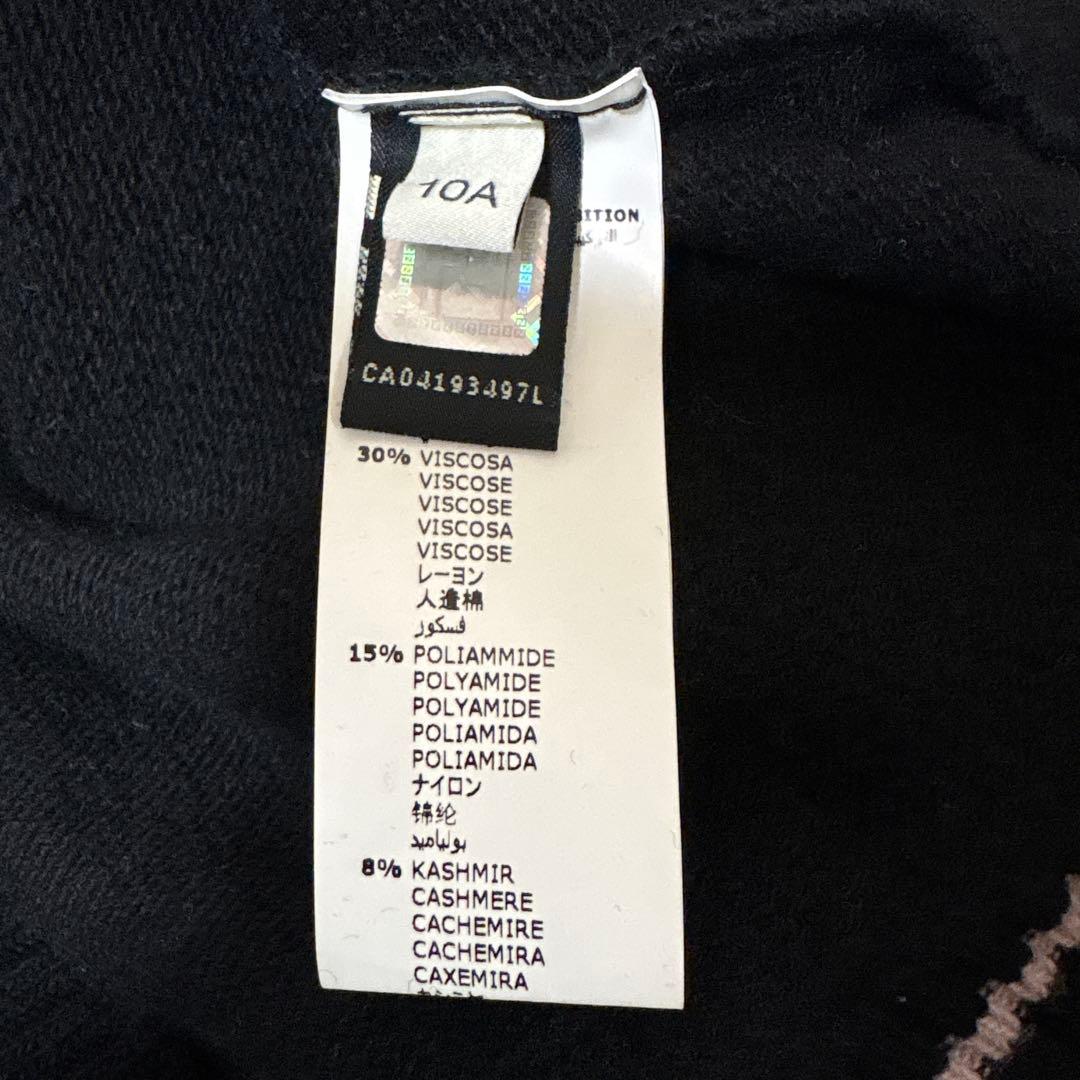 10A
SITION
CA04193497L
30% VISCOSA
VISCOSE
VISCOSE
VISCOSA
VISCOSE
レーヨン
人造棉
فسكوز
15% POLIAMMIDE
POLYAMIDE
POLYAMIDE
POLIAMIDA
POLIAMIDA
ナイロン
锦纶
بولياميد
8% KASHMIR
CASHMERE
CACHEMIRE
CACHEMIRA
CAXEMIRA